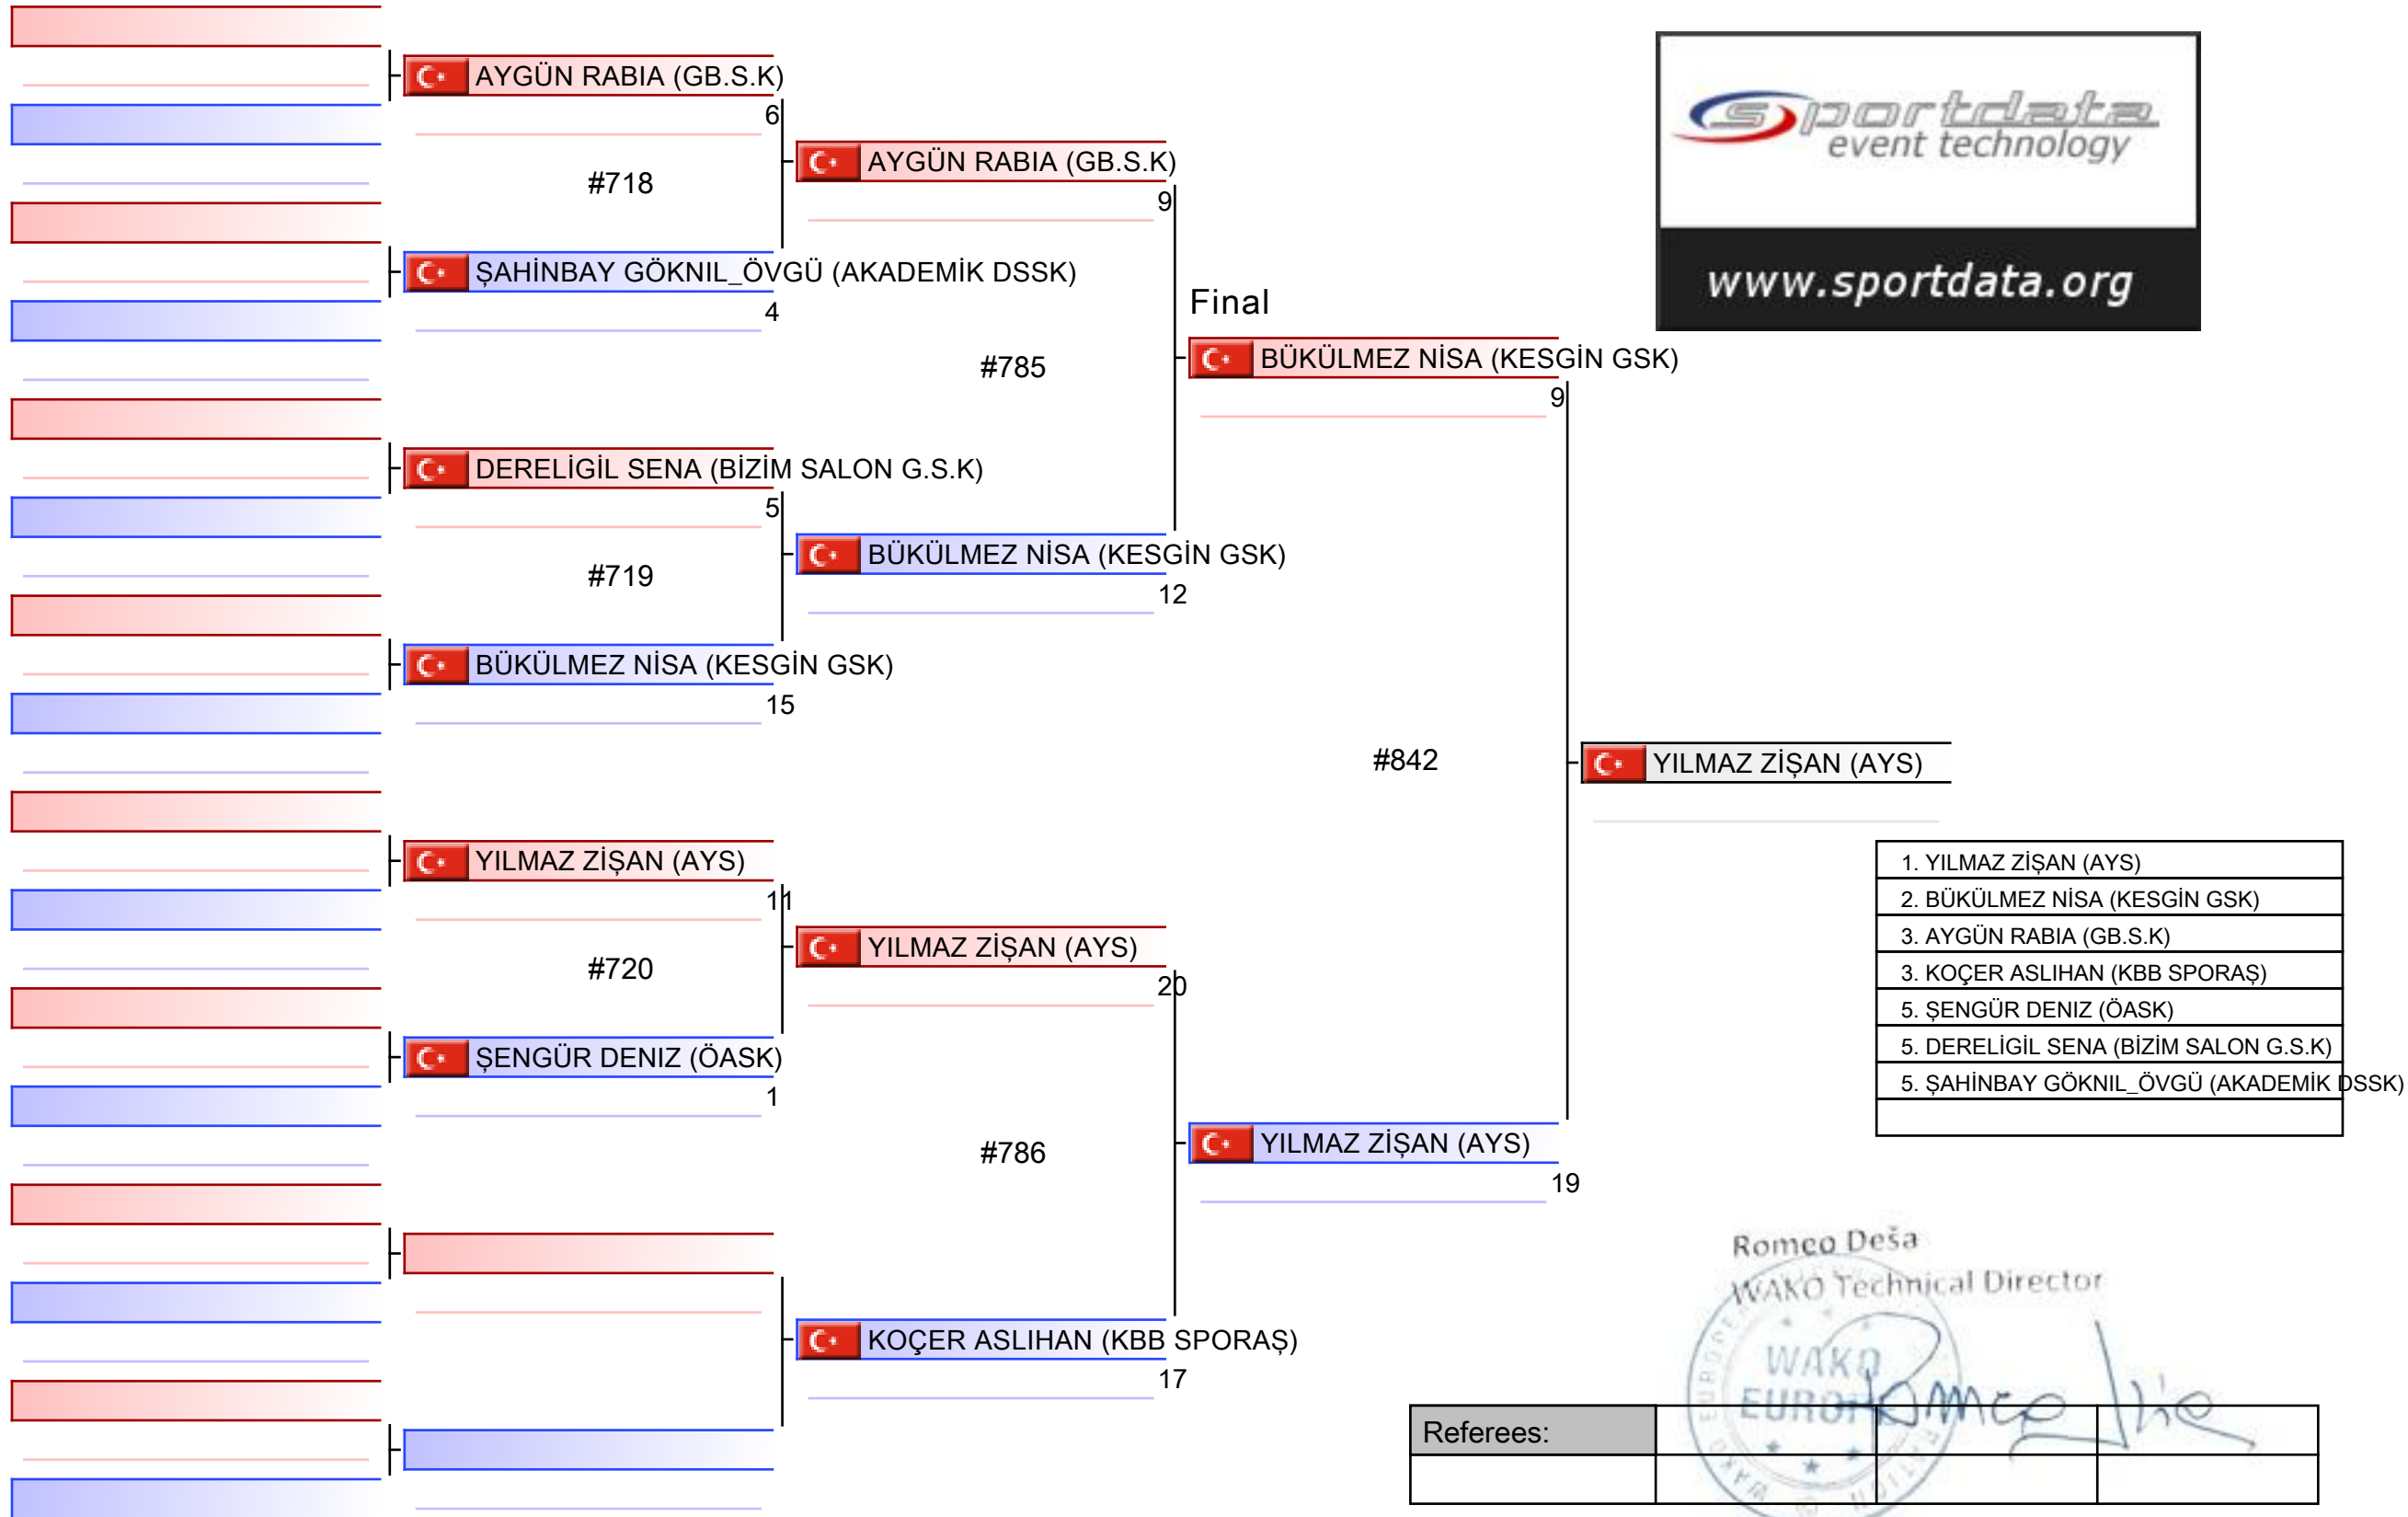 AYGÜN RABIA (GB.S.K)
6
#718
ŞAHİNBAY GÖKNIL_ÖVGÜ (AKADEMİK DSSK)
4
DERELİGİL SENA (BİZİM SALON G.S.K)
5
#719
BÜKÜLMEZ NİSA (KESGİN GSK)
15
YILMAZ ZİŞAN (AYS)
11
#720
ŞENGÜR DENIZ (ÖASK)
1
AYGÜN RABIA (GB.S.K)
9
#785
BÜKÜLMEZ NİSA (KESGİN GSK)
12
YILMAZ ZİŞAN (AYS)
20
#786
KOÇER ASLIHAN (KBB SPORAŞ)
17
Final
BÜKÜLMEZ NİSA (KESGİN GSK)
9
#842
YILMAZ ZİŞAN (AYS)
19
YILMAZ ZİŞAN (AYS)
sportdata
event technology
www.sportdata.org
1. YILMAZ ZİŞAN (AYS)
2. BÜKÜLMEZ NİSA (KESGİN GSK)
3. AYGÜN RABIA (GB.S.K)
3. KOÇER ASLIHAN (KBB SPORAŞ)
5. ŞENGÜR DENIZ (ÖASK)
5. DERELİGİL SENA (BİZİM SALON G.S.K)
5. ŞAHİNBAY GÖKNIL_ÖVGÜ (AKADEMİK DSSK)
Romeo Deša
WAKO Technical Director
WAKO
EUROPE
Referees: